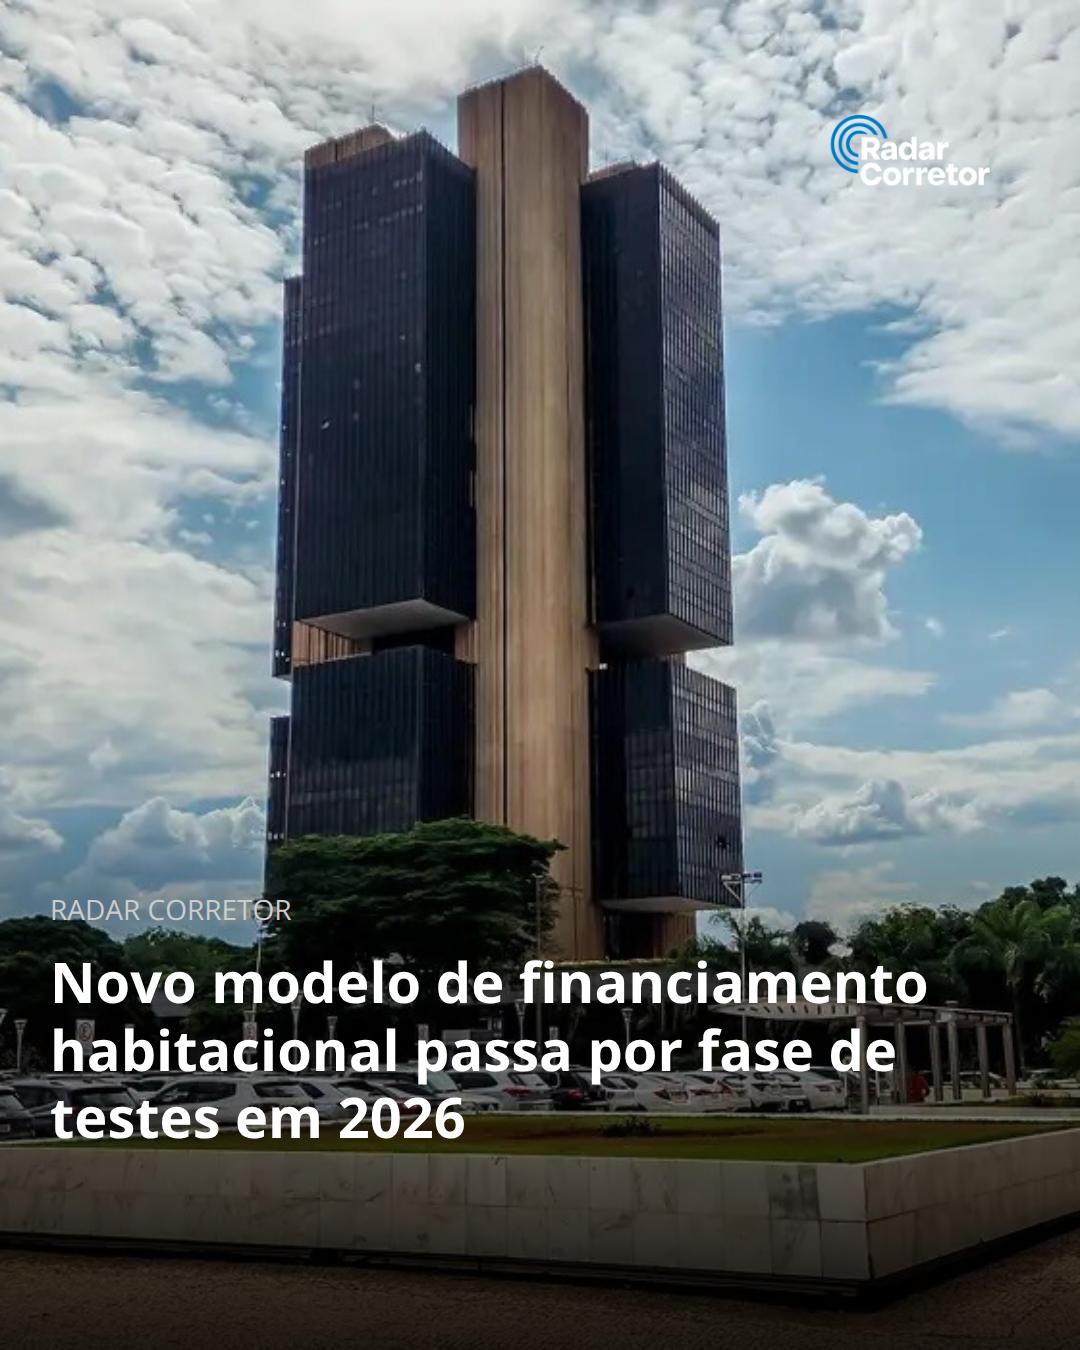 Radar
Corretor
RADAR CORRETOR
Novo modelo de financiamento
habitacional passa por fase de
testes em 2026